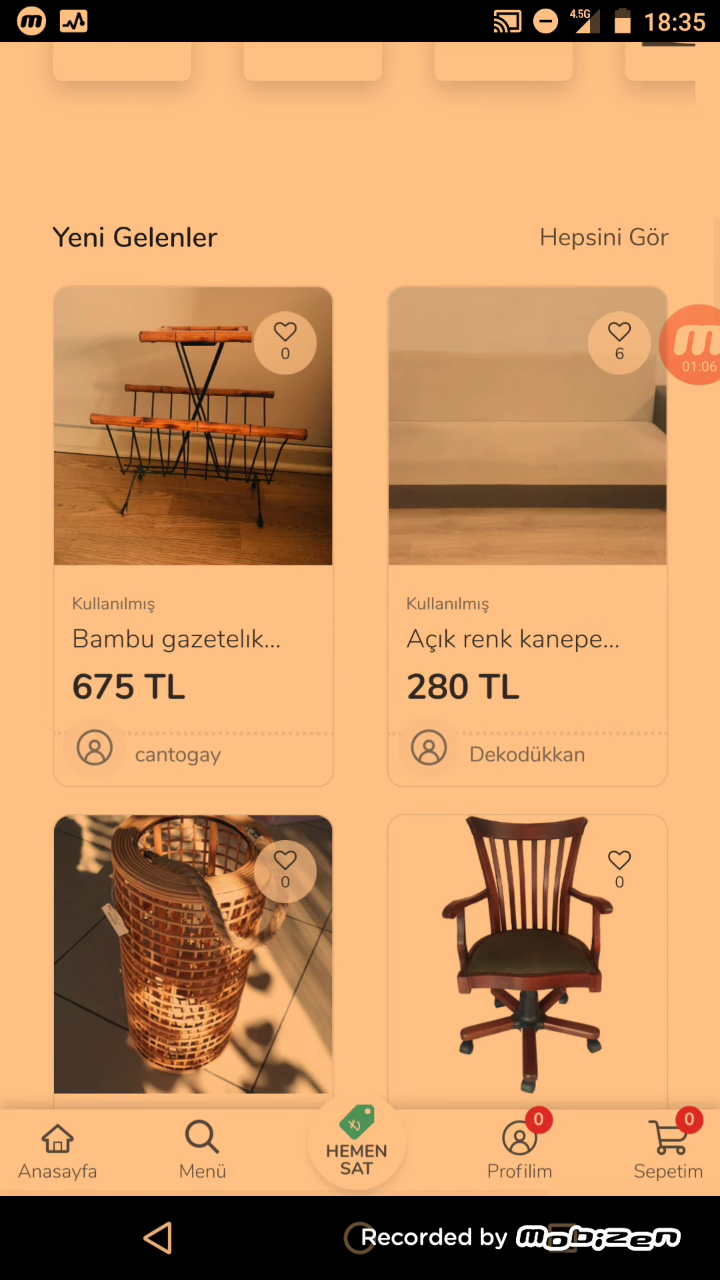 4.5G
18:35
Yeni Gelenler
Hepsini Gör
0
6
01:06
Kullanılmış
Bambu gazetelık...
675 TL
cantogay
Kullanılmış
Açık renk kanepe...
280 TL
Dekodükkan
0
0
Anasayfa
Menü
HEMEN
SAT
0
Profilim
0
Sepetim
Recorded by mobizen